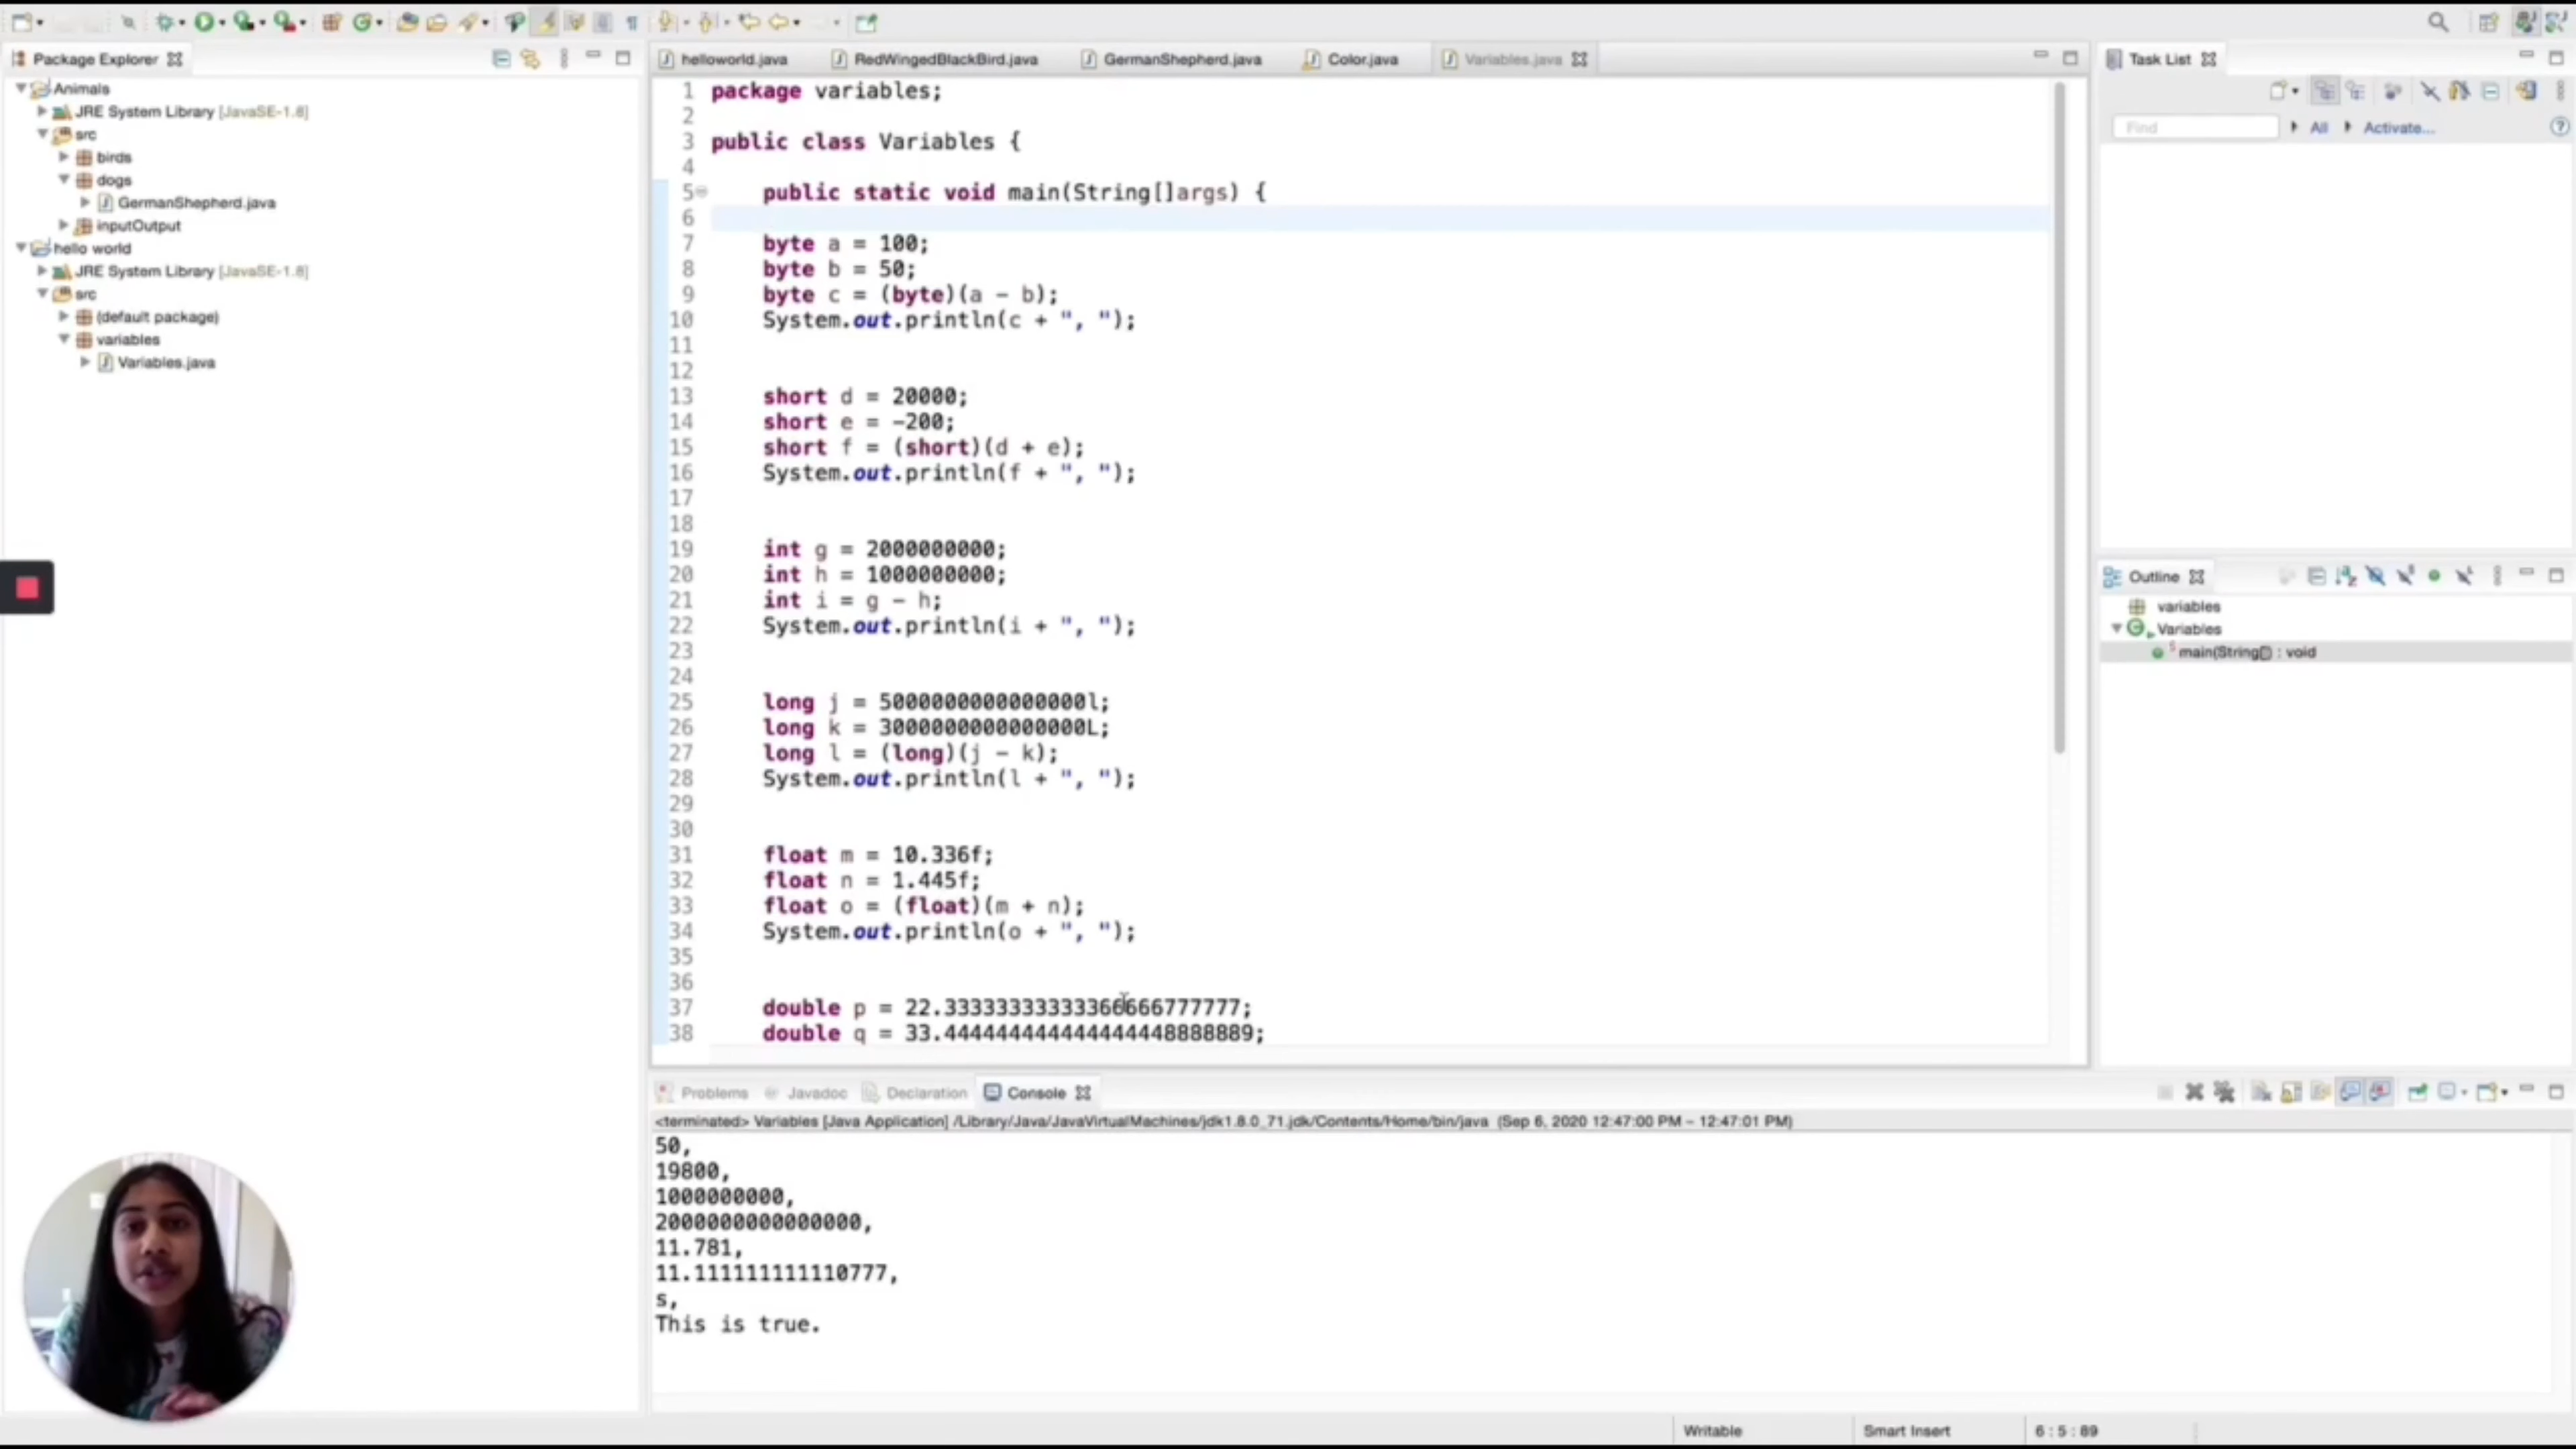 Package Explorer
Animals
JRE System Library [JavaSE-1.8]
src
birds
dogs
GermanShepherd.java
inputOutput
hello world
JRE System Library [JavaSE-1.8]
src
(default package)
variables
Variables.java
helloworld.java RedWingedBlackBird.java GermanShepherd.java Color.java Variables.java
1 package variables;
2
3 public class Variables {
4
5 public static void main(String[]args) {
6
7 byte a = 100;
8 byte b = 50;
9 byte c = (byte)(a - b);
10 System.out.println(c + ", ");
11
12
13 short d = 20000;
14 short e = -200;
15 short f = (short)(d + e);
16 System.out.println(f + ", ");
17
18
19 int g = 2000000000;
20 int h = 1000000000;
21 int i = g - h;
22 System.out.println(i + ", ");
23
24
25 long j = 5000000000000000l;
26 long k = 3000000000000000L;
27 long l = (long)(j - k);
28 System.out.println(l + ", ");
29
30
31 float m = 10.336f;
32 float n = 1.445f;
33 float o = (float)(m + n);
34 System.out.println(o + ", ");
35
36
37 double p = 22.33333333333366666777777;
38 double q = 33.444444444444444448888889;
Task List
Find All Activate...
Outline
variables
Variables
main(String[]) : void
Problems Javadoc Declaration Console
<terminated> Variables [Java Application] /Library/Java/JavaVirtualMachines/jdk1.8.0_71.jdk/Contents/Home/bin/java (Sep 6, 2020 12:47:00 PM – 12:47:01 PM)
50,
19800,
1000000000,
2000000000000000,
11.781,
11.111111111110777,
s,
This is true.
Writable Smart Insert 6 : 5 : 89